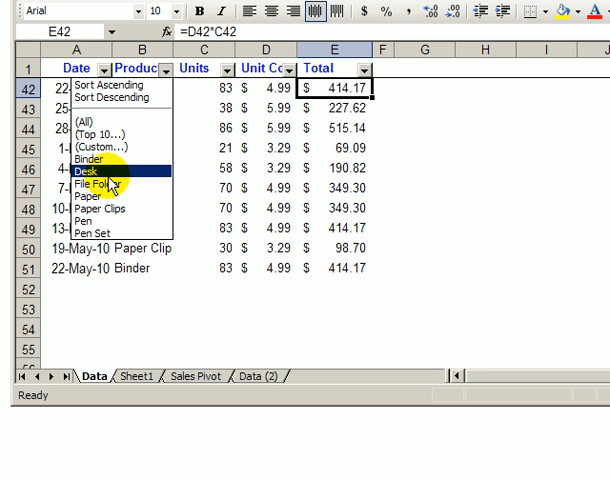 Arial 10 B I $ % ,
E42 fx =D42*C42
A B C D E F G H I
1 Date Produc Units Unit Co Total
42 22- 83 $ 4.99 $ 414.17
43 25- 38 $ 5.99 $ 227.62
44 28- 86 $ 5.99 $ 515.14
45 1- 21 $ 3.29 $ 69.09
46 4- 58 $ 3.29 $ 190.82
47 7- 70 $ 4.99 $ 349.30
48 10- 70 $ 4.99 $ 349.30
49 13- 83 $ 4.99 $ 414.17
50 19-May-10 Paper Clip 30 $ 3.29 $ 98.70
51 22-May-10 Binder 83 $ 4.99 $ 414.17
52
53
54
55
Sort Ascending
Sort Descending
(All)
(Top 10...)
(Custom...)
Binder
Desk
File Folder
Paper
Paper Clips
Pen
Pen Set
Data Sheet1 Sales Pivot Data (2)
Ready